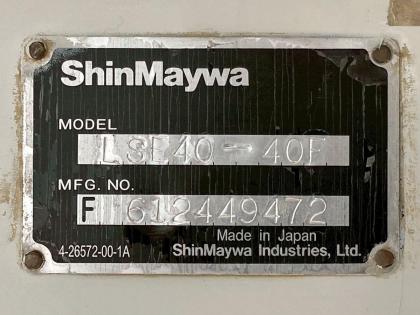 ShinMaywa
MODEL
LSE40-40F
MFG. NO.
F 612449472
Made in Japan
4-26572-00-1A ShinMaywa Industries, Ltd.